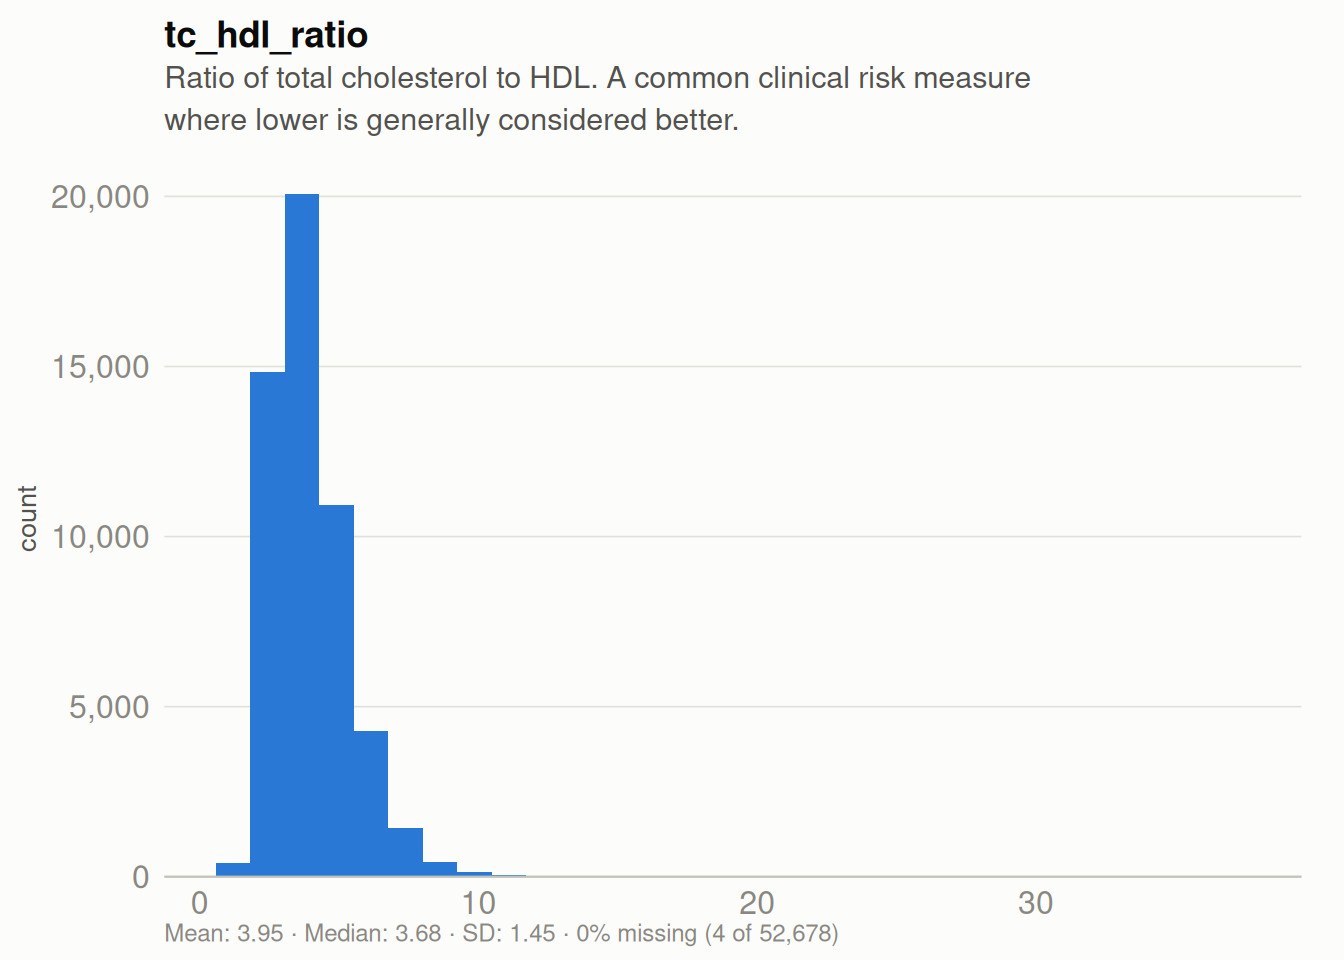 tc_hdl_ratio
Ratio of total cholesterol to HDL. A common clinical risk measure
where lower is generally considered better.
20,000
15,000
10,000
5,000
0
count
0 10 20 30
Mean: 3.95 · Median: 3.68 · SD: 1.45 · 0% missing (4 of 52,678)